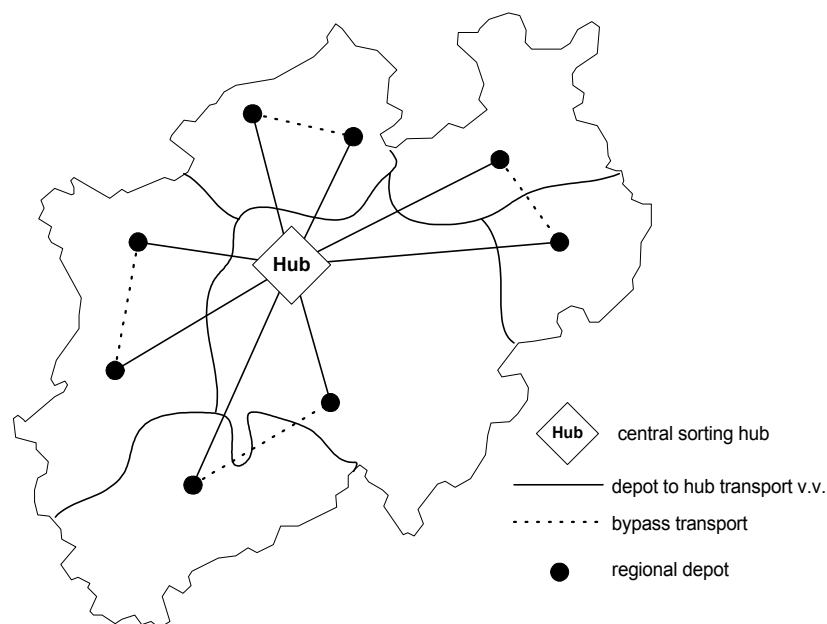 Hub
Hub
central sorting hub
depot to hub transport v.v.
bypass transport
regional depot